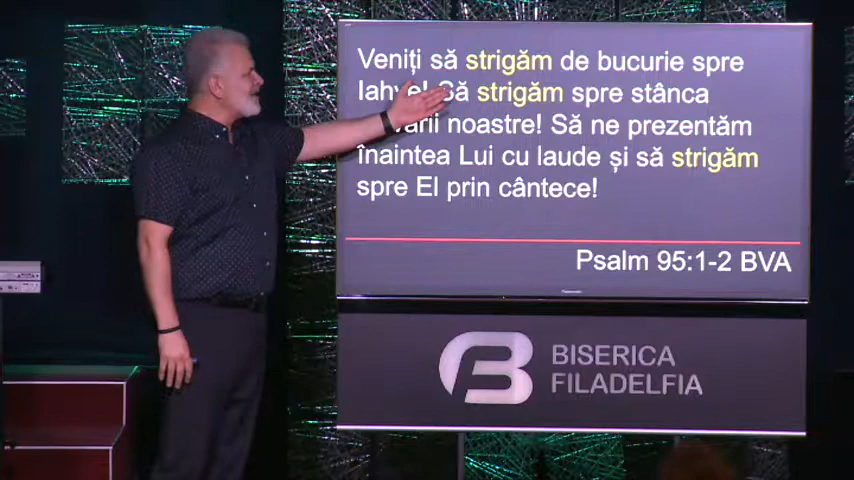 Veniți să strigăm de bucurie spre
Iahve! Să strigăm spre stânca
noastre! Să ne prezentăm
înaintea Lui cu laude și să strigăm
spre El prin cântece!
Psalm 95:1-2 BVA
BISERICA
FILADELFIA